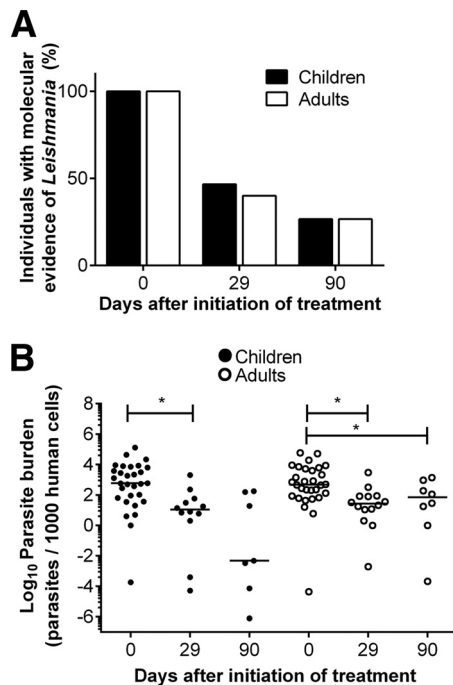 A
Individuals with molecular
evidence of Leishmania (%)
Children
Adults
100
50
0
0 29 90
Days after initiation of treatment
B
Children
Adults
Log10 Parasite burden
(parasites / 1000 human cells)
8
6
4
2
0
-2
-4
-6
* * *
0 29 90 0 29 90
Days after initiation of treatment